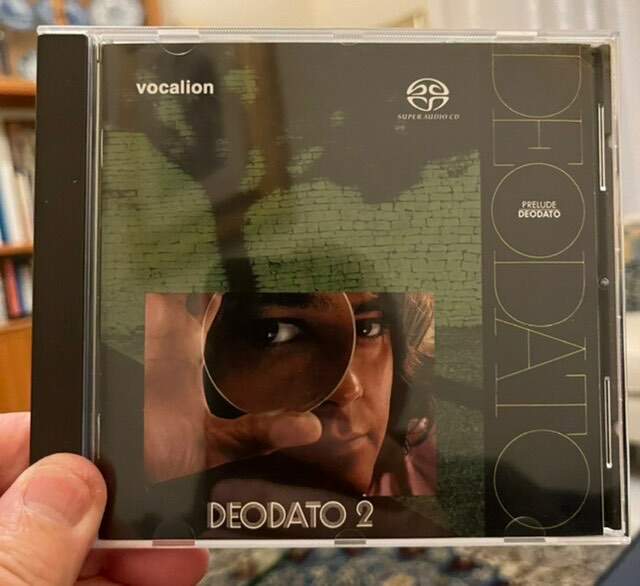 vocalion
SUPER AUDIO CD
DEODATO
PRELUDE
DEODATO
DEODATO 2